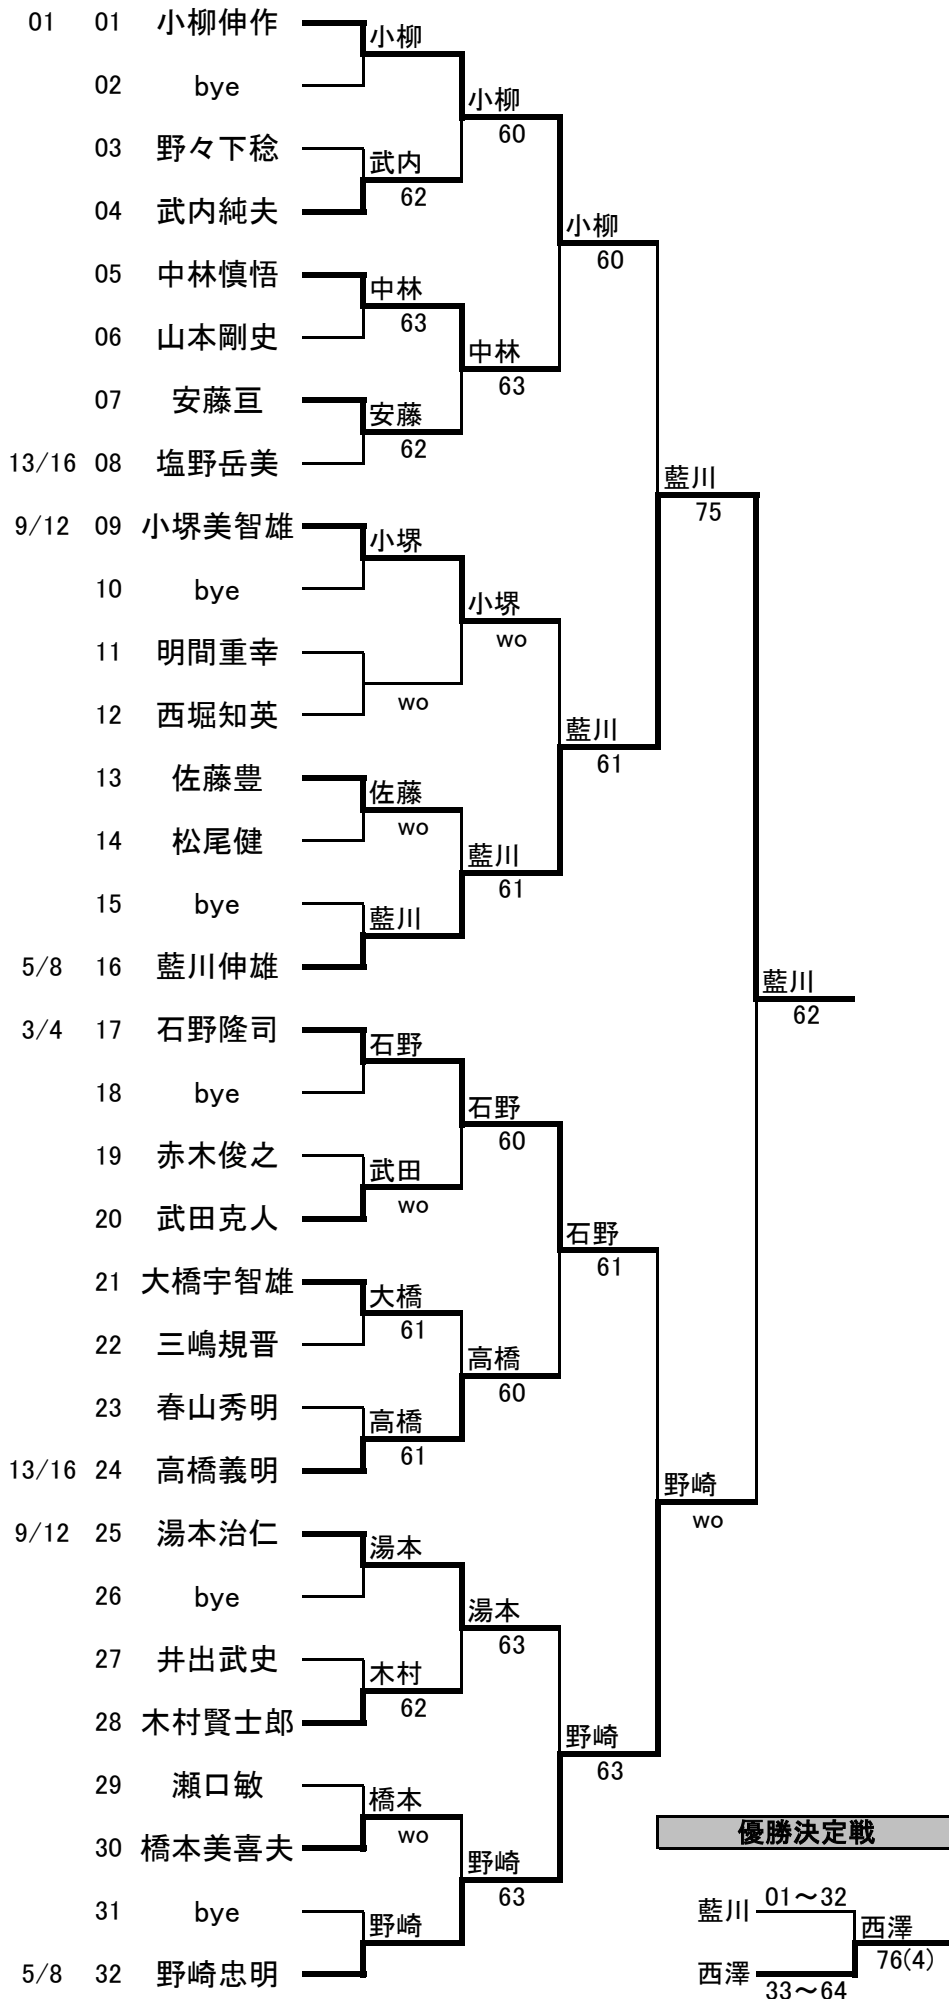 01 01 小柳伸作
小柳
02 bye
小柳
60
03 野々下稔
武内
62
04 武内純夫
小柳
60
05 中林慎悟
中林
63
06 山本剛史
中林
63
07 安藤亘
安藤
62
13/16 08 塩野岳美
藍川
75
9/12 09 小堺美智雄
小堺
10 bye
小堺
wo
11 明間重幸
wo
12 西堀知英
藍川
61
13 佐藤豊
佐藤
wo
14 松尾健
藍川
61
15 bye
藍川
5/8 16 藍川伸雄
藍川
62
3/4 17 石野隆司
石野
18 bye
石野
60
19 赤木俊之
武田
wo
20 武田克人
石野
61
21 大橋宇智雄
大橋
61
22 三嶋規晋
高橋
60
23 春山秀明
高橋
61
13/16 24 高橋義明
野崎
wo
9/12 25 湯本治仁
湯本
26 bye
湯本
63
27 井出武史
木村
62
28 木村賢士郎
野崎
63
29 瀬口敏
橋本
wo
30 橋本美喜夫
野崎
63
31 bye
野崎
5/8 32 野崎忠明
優勝決定戦
藍川 01～32
西澤
76(4)
西澤 33～64